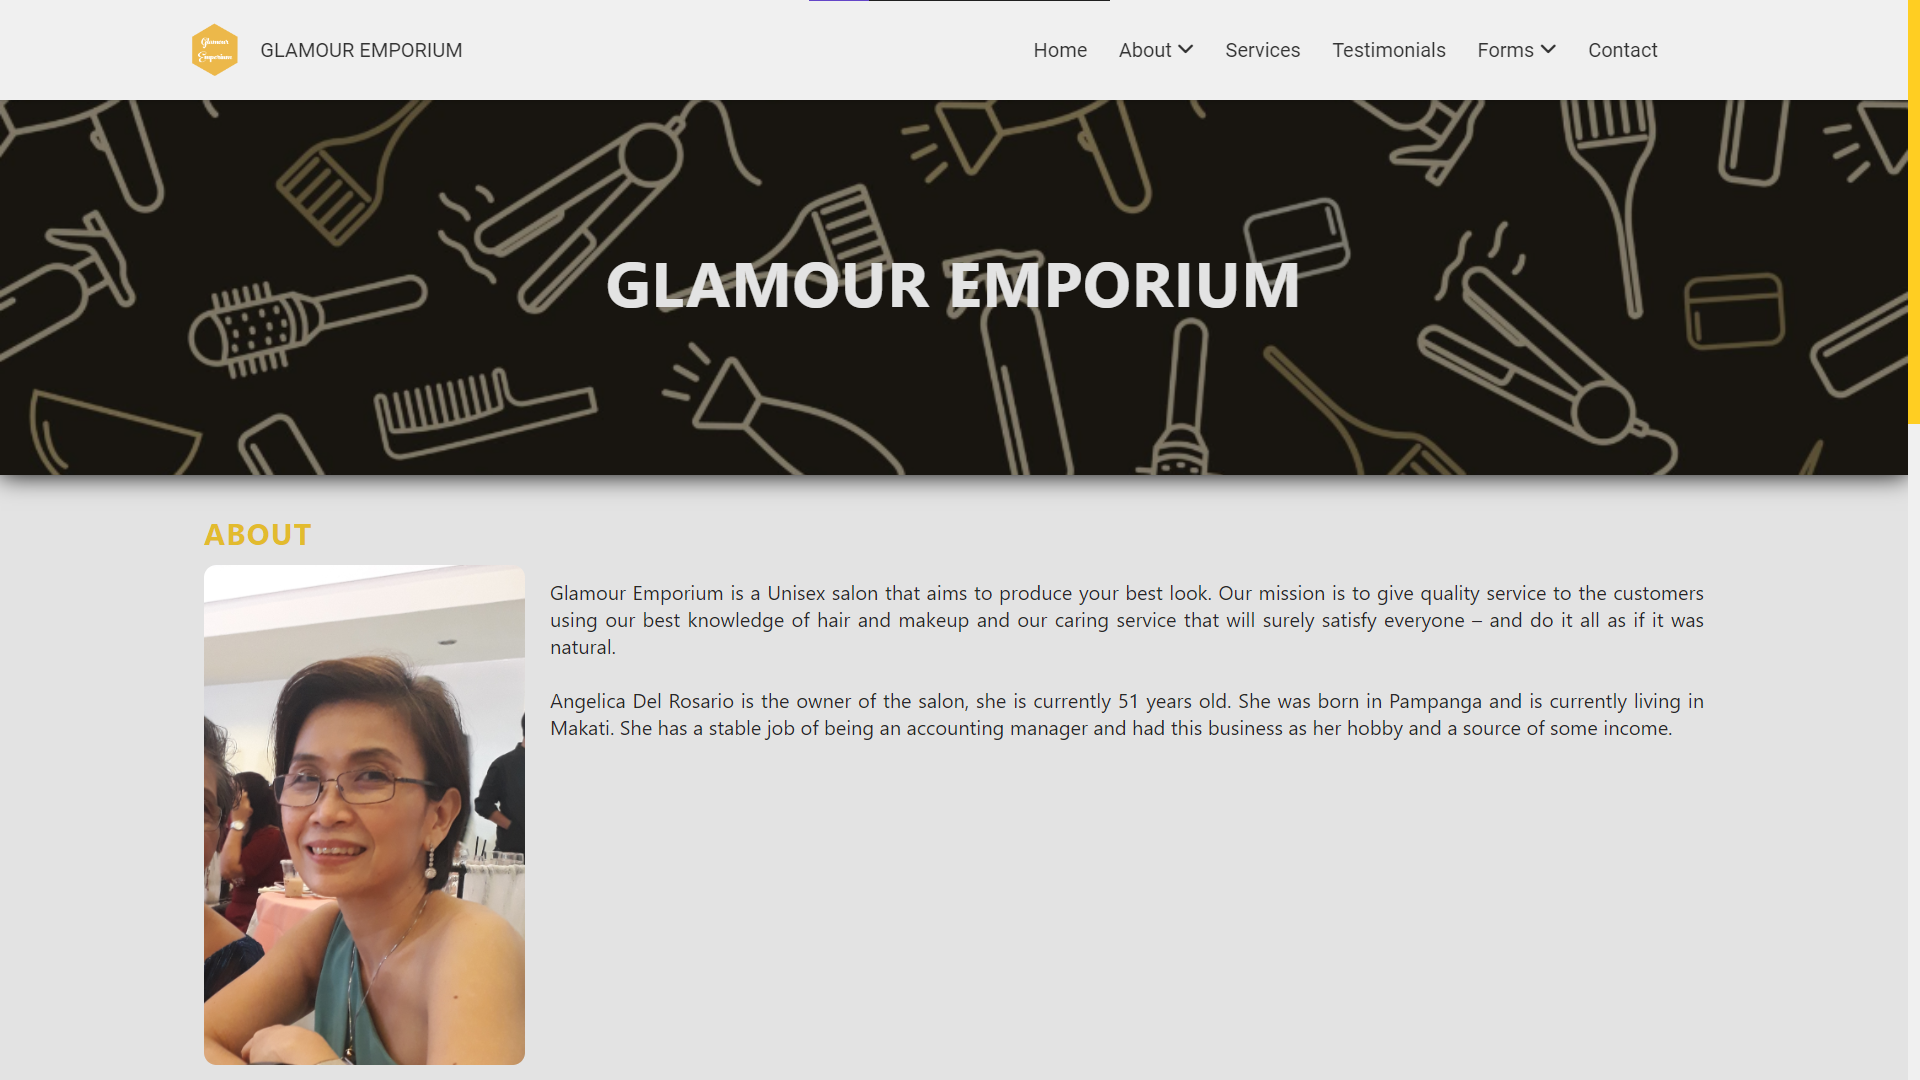 Glamour
Emporium
GLAMOUR EMPORIUM
Home About Services Testimonials Forms Contact
GLAMOUR EMPORIUM
ABOUT
Glamour Emporium is a Unisex salon that aims to produce your best look. Our mission is to give quality service to the customers
using our best knowledge of hair and makeup and our caring service that will surely satisfy everyone – and do it all as if it was
natural.
Angelica Del Rosario is the owner of the salon, she is currently 51 years old. She was born in Pampanga and is currently living in
Makati. She has a stable job of being an accounting manager and had this business as her hobby and a source of some income.